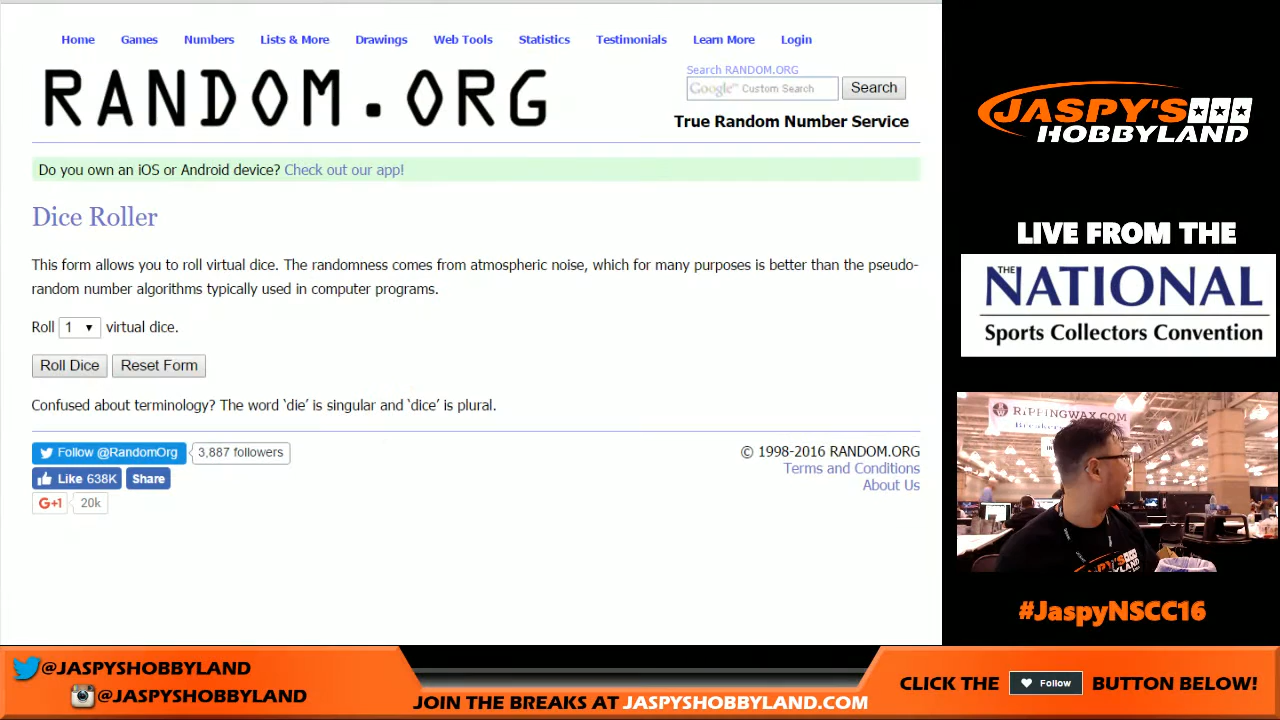 Home Games Numbers Lists & More Drawings Web Tools Statistics Testimonials Learn More Login
RANDOM.ORG
Search RANDOM.ORG
Google™ Custom Search Search
True Random Number Service
Do you own an iOS or Android device? Check out our app!
Dice Roller
This form allows you to roll virtual dice. The randomness comes from atmospheric noise, which for many purposes is better than the pseudo-
random number algorithms typically used in computer programs.
Roll 1 virtual dice.
Roll Dice Reset Form
Confused about terminology? The word ‘die’ is singular and ‘dice’ is plural.
Follow @RandomOrg 3,887 followers
Like 638K Share
G+1 20k
© 1998-2016 RANDOM.ORG
Terms and Conditions
About Us
JASPY'S
HOBBYLAND
LIVE FROM THE
THE NATIONAL
Sports Collectors Convention
RIPPINGWAX.COM
Breakers
JASPY'S
HOBBYLAND
#JaspyNSCC16
@JASPYSHOBBYLAND
@JASPYSHOBBYLAND
JOIN THE BREAKS AT JASPYSHOBBYLAND.COM
CLICK THE Follow BUTTON BELOW!